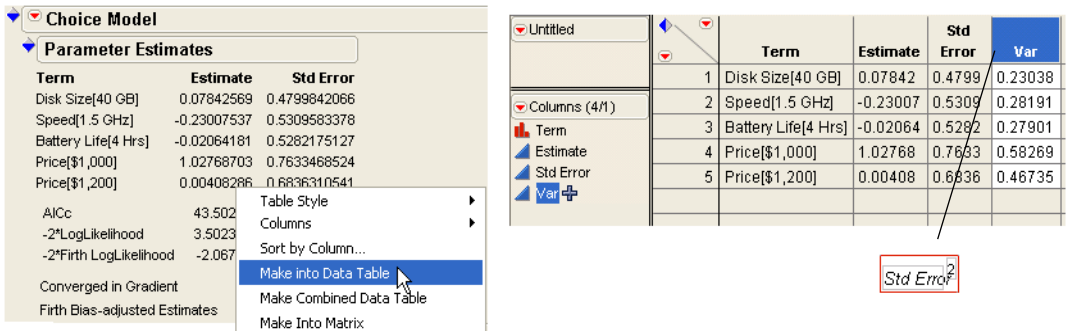 Choice Model
Parameter Estimates
Term Estimate Std Error
Disk Size[40 GB] 0.07842569 0.4799842066
Speed[1.5 GHz] -0.23007537 0.5309583378
Battery Life[4 Hrs] -0.02064181 0.5282175127
Price[$1,000] 1.02768703 0.7633468524
Price[$1,200] 0.00408286 0.6836310541
AICc 43.502
-2*LogLikelihood 3.5023
-2*Firth LogLikelihood -2.067
Converged in Gradient
Firth Bias-adjusted Estimates
Table Style
Columns
Sort by Column...
Make into Data Table
Make Combined Data Table
Make Into Matrix
Untitled
Columns (4/1)
Term
Estimate
Std Error
Var
Term Estimate Std Error Var
1 Disk Size[40 GB] 0.07842 0.4799 0.23038
2 Speed[1.5 GHz] -0.23007 0.5309 0.28191
3 Battery Life[4 Hrs] -0.02064 0.5282 0.27901
4 Price[$1,000] 1.02768 0.7633 0.58269
5 Price[$1,200] 0.00408 0.6836 0.46735
Std Error²